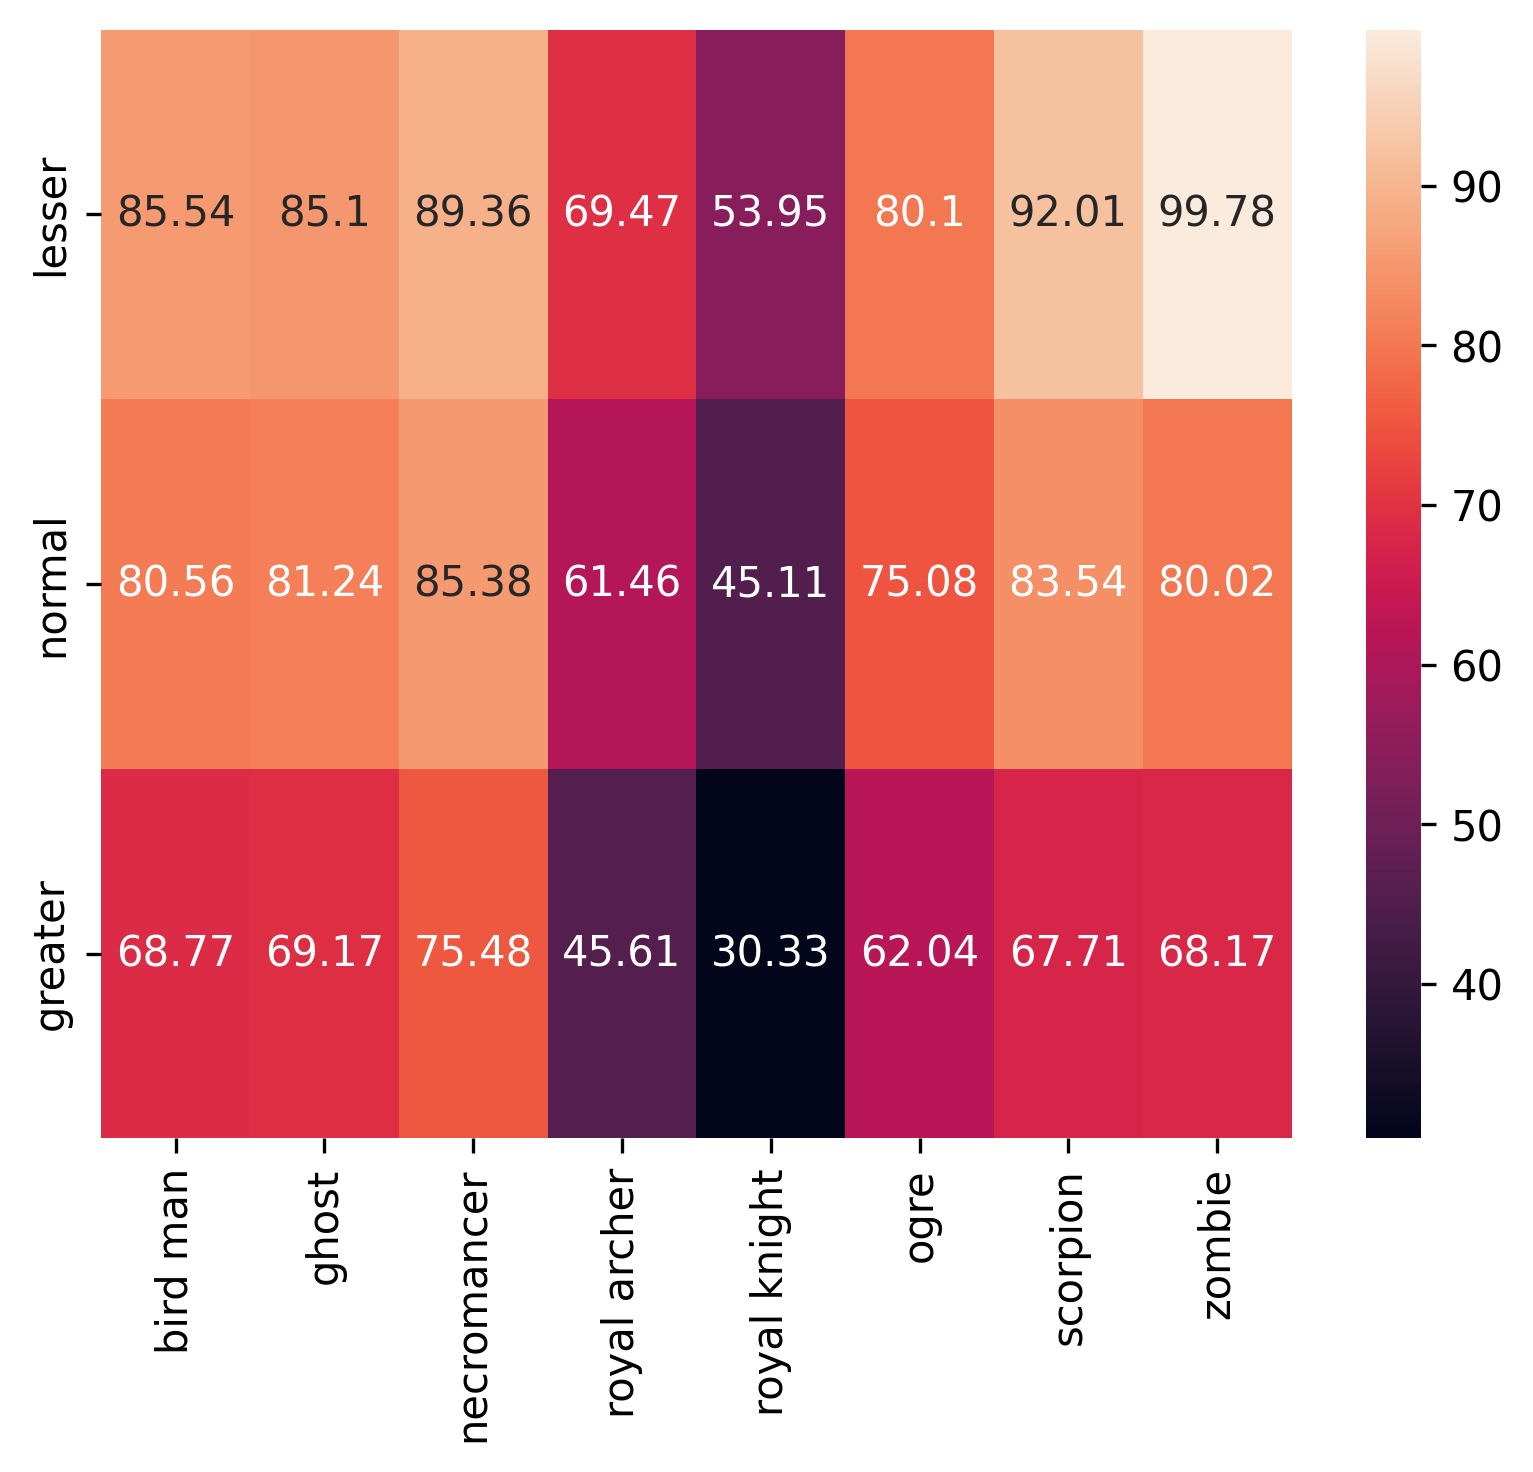 lesser
85.54 85.1 89.36 69.47 53.95 80.1 92.01 99.78
normal
80.56 81.24 85.38 61.46 45.11 75.08 83.54 80.02
greater
68.77 69.17 75.48 45.61 30.33 62.04 67.71 68.17
bird man
ghost
necromancer
royal archer
royal knight
ogre
scorpion
zombie
90
80
70
60
50
40